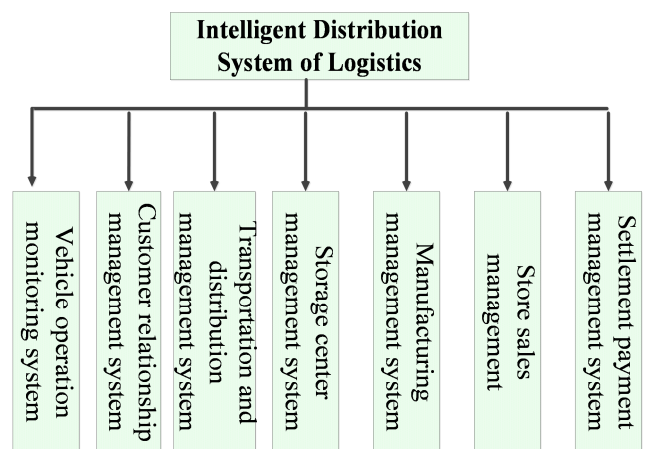 Intelligent Distribution
System of Logistics
Vehicle operation
monitoring system
Customer relationship
management system
Transportation and
distribution
management system
Storage center
management system
Manufacturing
management system
Store sales
management
Settlement payment
management system